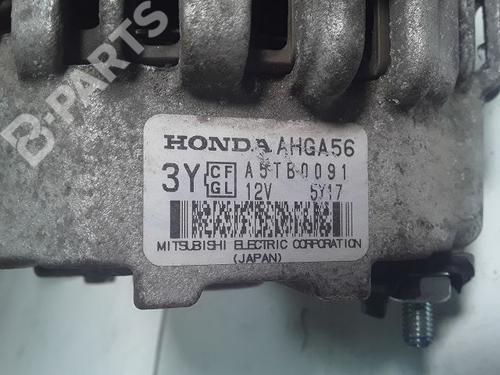 B-PARTS
HONDA AHGA56
3Y CF GL A5TB0091
12V 5Y17
MITSUBISHI ELECTRIC CORPORATION
(JAPAN)